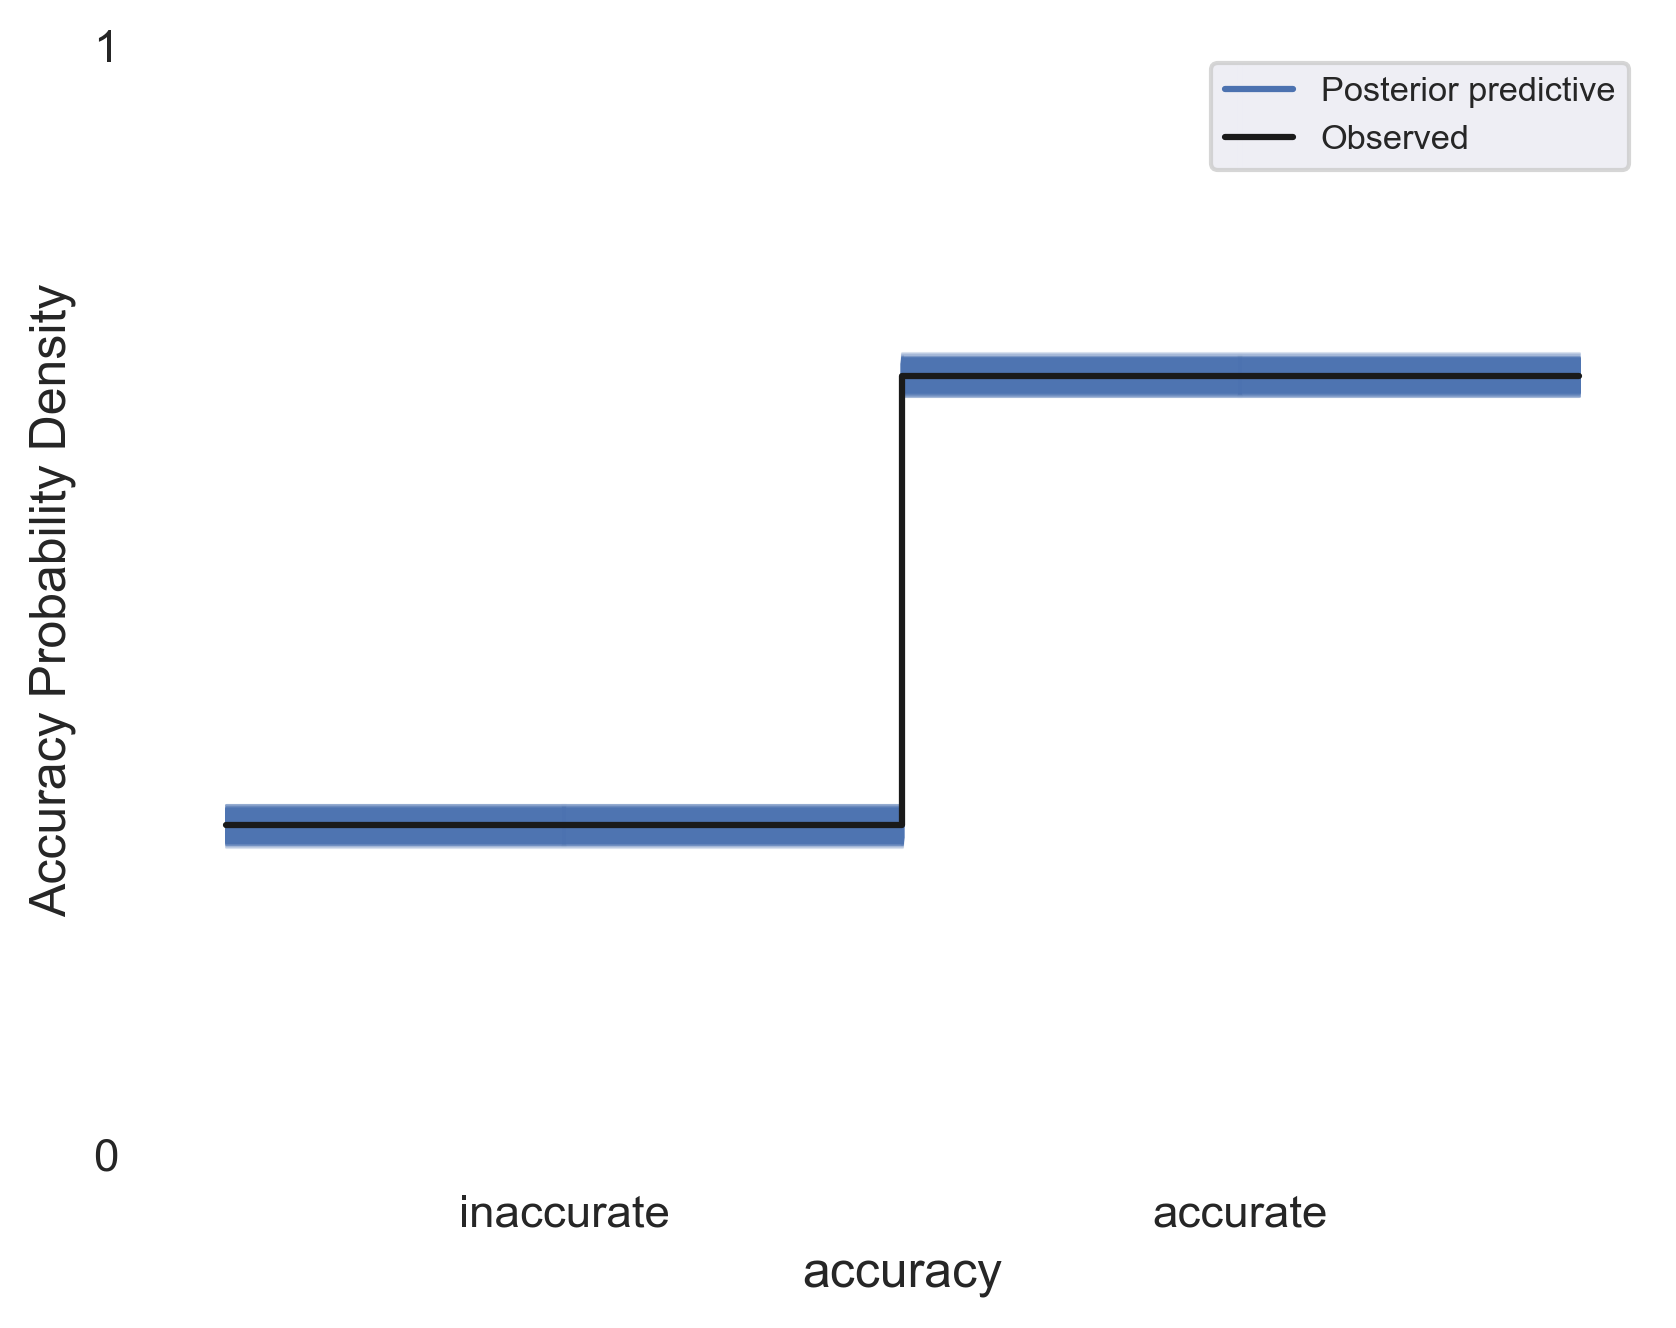 1
Posterior predictive
Observed
Accuracy Probability Density
0
inaccurate
accurate
accuracy